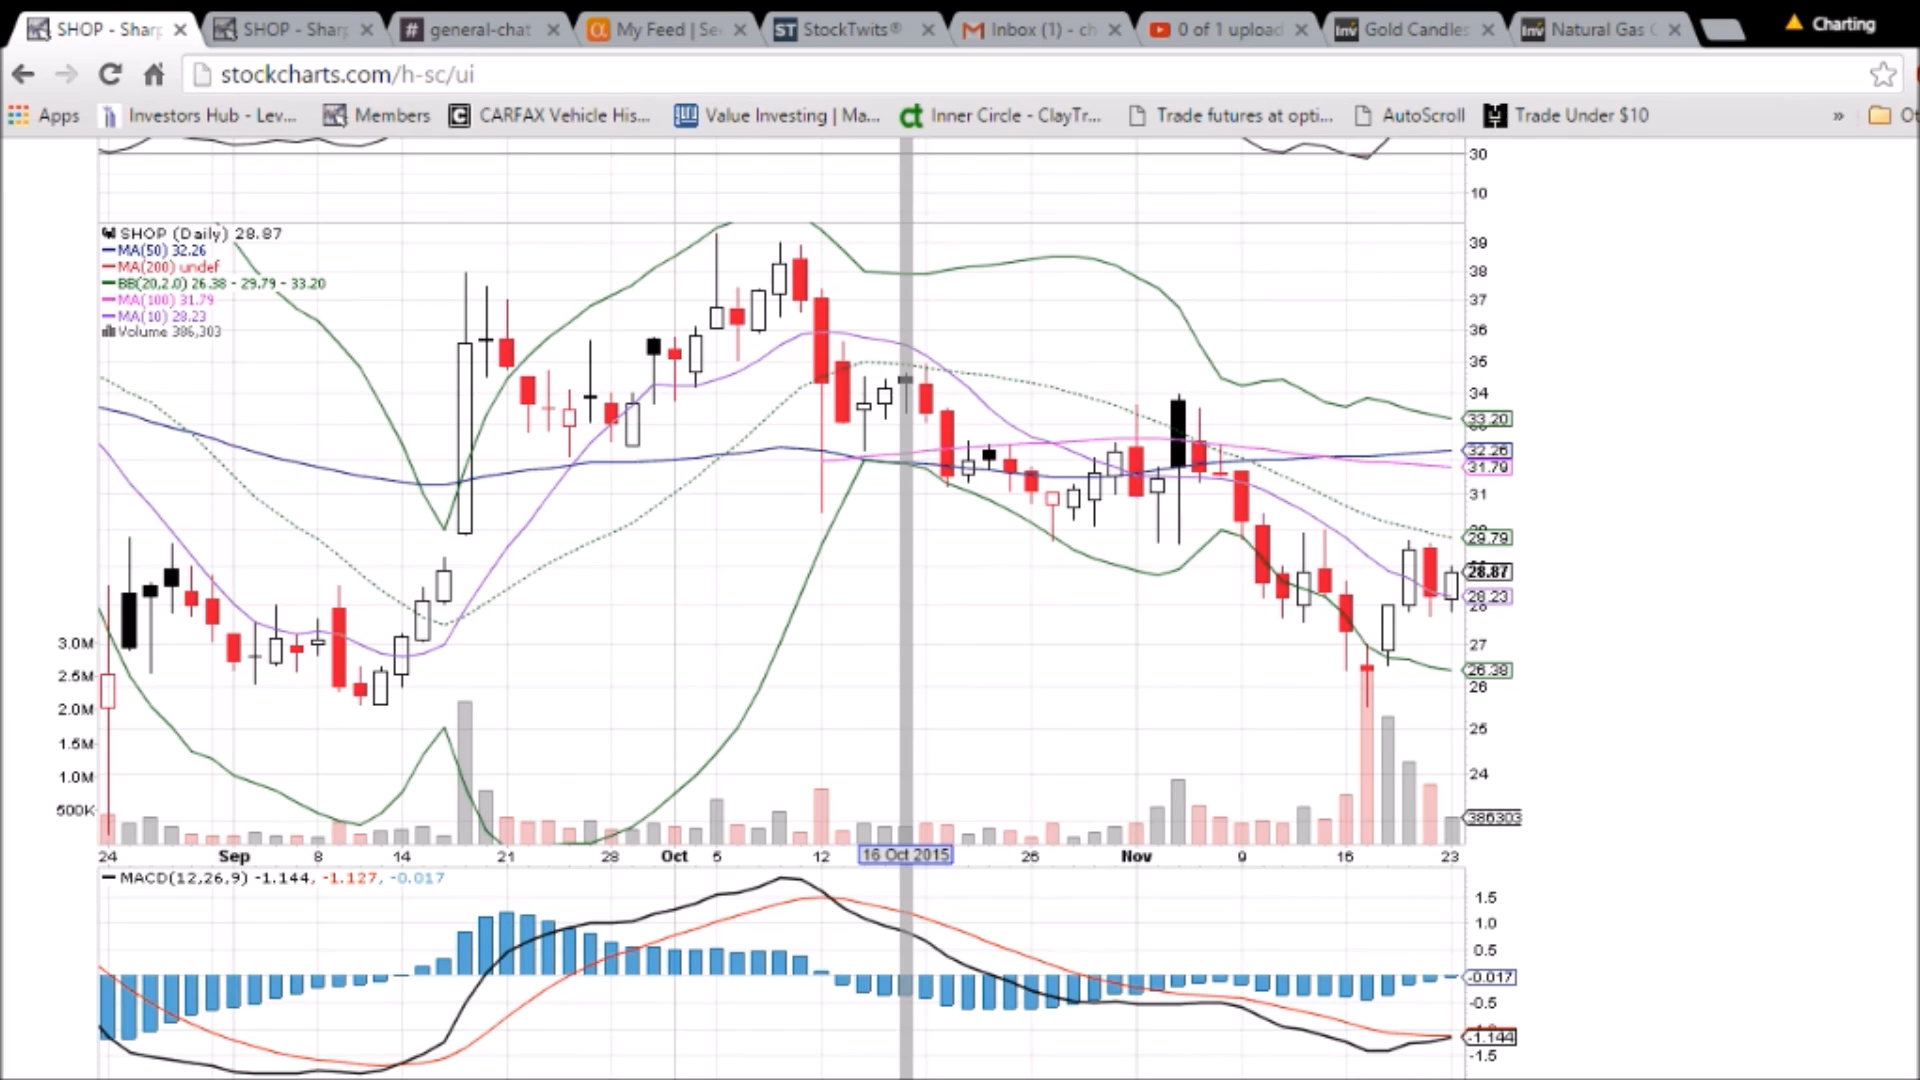 SHOP - Sharp
SHOP - Sharp
general-chat
My Feed | Se
ST StockTwits®
Inbox (1) - ch
0 of 1 upload
Inv Gold Candles
Inv Natural Gas C
Charting
stockcharts.com/h-sc/ui
Apps
Investors Hub - Lev...
Members
CARFAX Vehicle His...
Value Investing | Ma...
ct Inner Circle - ClayTr...
Trade futures at opti...
AutoScroll
Trade Under $10
»
Ot
30
10
SHOP (Daily) 28.87
MA(50) 32.26
MA(200) undef
BB(20,2.0) 26.38 - 29.79 - 33.20
MA(100) 31.79
MA(10) 28.23
Volume 386,303
39
38
37
36
35
34
33.20
32.26
31.79
31
29.79
28.87
28.23
28
27
26.38
26
25
24
386303
3.0M
2.5M
2.0M
1.5M
1.0M
500K
24 Sep 8 14 21 28 Oct 5 12 16 Oct 2015 26 Nov 9 16 23
MACD(12,26,9) -1.144, -1.127, -0.017
1.5
1.0
0.5
-0.017
-0.5
-1.144
-1.5